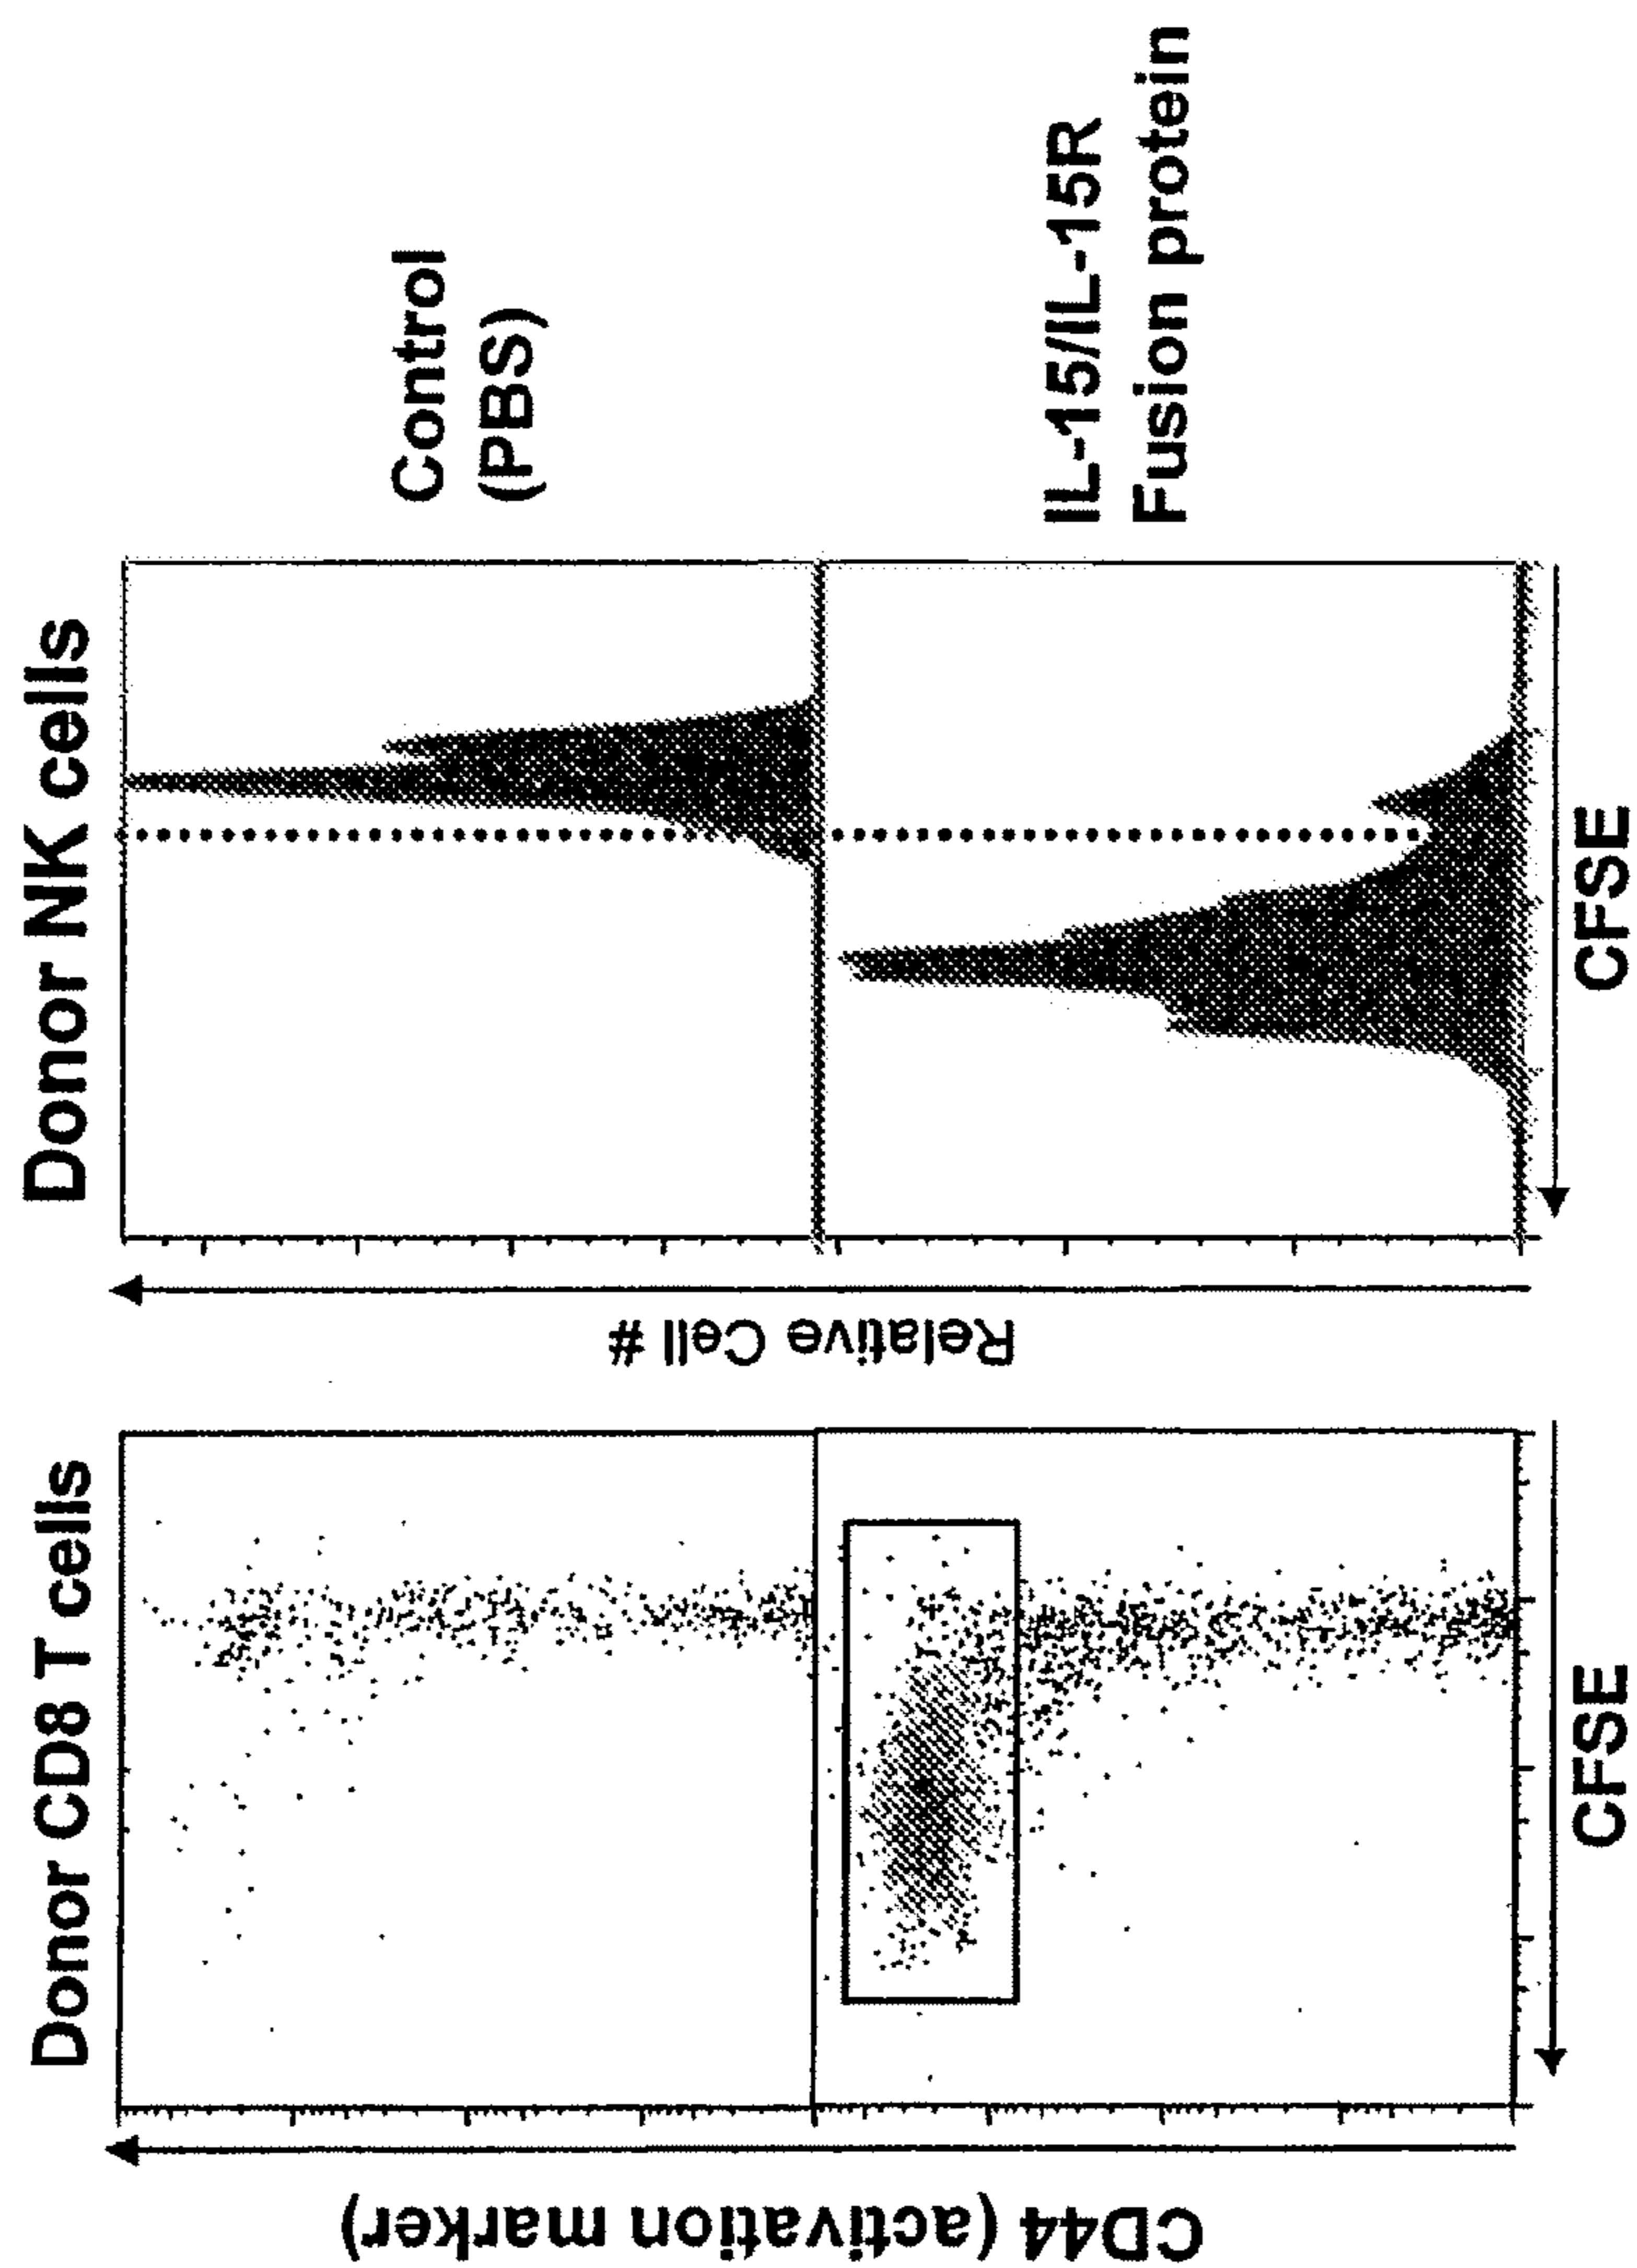 Donor CD8 T cells
Donor NK cells
CD44 (activation marker)
Relative Cell #
Control
(PBS)
IL-15/IL-15R
Fusion protein
CFSE
CFSE